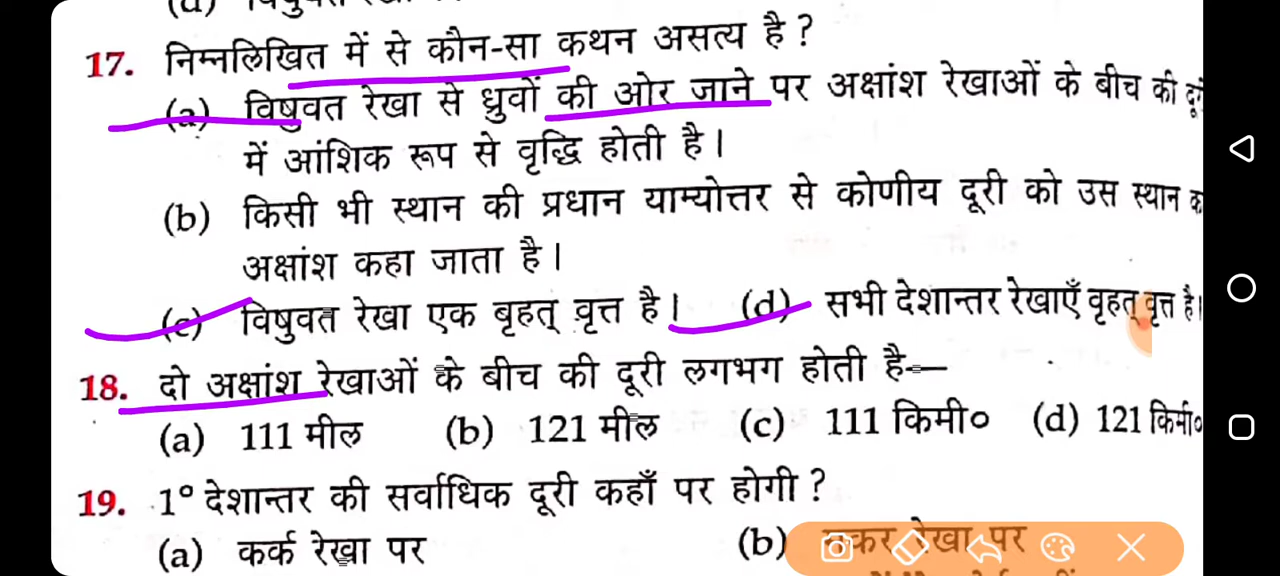 17. निम्नलिखित में से कौन-सा कथन असत्य है ?
(a) विषुवत रेखा से ध्रुवों की ओर जाने पर अक्षांश रेखाओं के बीच की
में आंशिक रूप से वृद्धि होती है।
(b) किसी भी स्थान की प्रधान याम्योत्तर से कोणीय दूरी को उस स्थान
अक्षांश कहा जाता है।
(c) विषुवत रेखा एक बृहत् वृत्त है। (d) सभी देशान्तर रेखाएँ वृहत् वृत्त है।
18. दो अक्षांश रेखाओं के बीच की दूरी लगभग होती है—
(a) 111 मील (b) 121 मील (c) 111 किमी० (d) 121 किमी०
19. 1° देशान्तर की सर्वाधिक दूरी कहाँ पर होगी ?
(a) कर्क रेखा पर (b) मकर रेखा पर